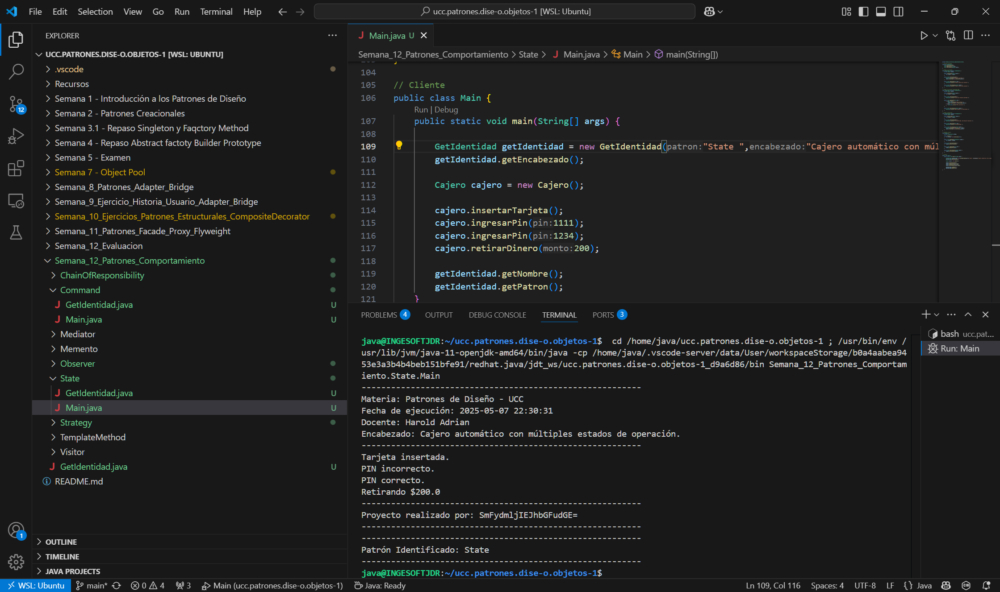 File Edit Selection View Go Run Terminal Help
ucc.patrones.dise-o.objetos-1 [WSL: Ubuntu]
EXPLORER
UCC.PATRONES.DISE-O.OBJETOS-1 [WSL: UBUNTU]
.vscode
Recursos
Semana 1 - Introducción a los Patrones de Diseño
Semana 2 - Patrones Creacionales
Semana 3.1 - Repaso Singleton y Faqctory Method
Semana 4 - Repaso Abstract factoty Builder Prototype
Semana 5 - Examen
Semana 7 - Object Pool
Semana_8_Patrones_Adapter_Bridge
Semana_9_Ejercicio_Historia_Usuario_Adapter_Bridge
Semana_10_Ejercicios_Patrones_Estructurales_CompositeDecorator
Semana_11_Patrones_Facade_Proxy_Flyweight
Semana_12_Evaluacion
Semana_12_Patrones_Comportamiento
ChainOfResponsibility
Command
J GetIdentidad.java U
J Main.java U
Mediator
Memento
Observer
State
J GetIdentidad.java U
J Main.java U
Strategy
TemplateMethod
Visitor
J GetIdentidad.java U
README.md
OUTLINE
TIMELINE
JAVA PROJECTS
12
1
J Main.java U
Semana_12_Patrones_Comportamiento > State > J Main.java > Main > main(String[])
104
105 // Cliente
106 public class Main {
Run | Debug
107 public static void main(String[] args) {
108
109 GetIdentidad getIdentidad = new GetIdentidad(patron:"State ",encabezado:"Cajero automático con múl
110 getIdentidad.getEncabezado();
111
112 Cajero cajero = new Cajero();
113
114 cajero.insertarTarjeta();
115 cajero.ingresarPin(pin:1111);
116 cajero.ingresarPin(pin:1234);
117 cajero.retirarDinero(monto:200);
118
119 getIdentidad.getNombre();
120 getIdentidad.getPatron();
121 }
PROBLEMS 4 OUTPUT DEBUG CONSOLE TERMINAL PORTS 3
bash ucc.pat...
Run: Main
java@INGESOFTJDR:~/ucc.patrones.dise-o.objetos-1$ cd /home/java/ucc.patrones.dise-o.objetos-1 ; /usr/bin/env /
usr/lib/jvm/java-11-openjdk-amd64/bin/java -cp /home/java/.vscode-server/data/User/workspaceStorage/b0a4aabea94
53e3a3b4b4beb151bfe91/redhat.java/jdt_ws/ucc.patrones.dise-o.objetos-1_d9a6d86/bin Semana_12_Patrones_Comportam
iento.State.Main
---------------------------------------------------------
Materia: Patrones de Diseño - UCC
Fecha de ejecución: 2025-05-07 22:30:31
Docente: Harold Adrian
Encabezado: Cajero automático con múltiples estados de operación.
---------------------------------------------------------
Tarjeta insertada.
PIN incorrecto.
PIN correcto.
Retirando $200.0
---------------------------------------------------------
Proyecto realizado por: SmFydmljIEJhbGFudGE=
---------------------------------------------------------
---------------------------------------------------------
Patrón Identificado: State
---------------------------------------------------------
java@INGESOFTJDR:~/ucc.patrones.dise-o.objetos-1$
WSL: Ubuntu main* 0 4 3 Main (ucc.patrones.dise-o.objetos-1) Java: Ready Ln 109, Col 116 Spaces: 4 UTF-8 LF {} Java